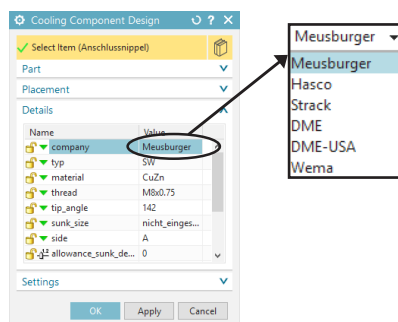 Cooling Component Design
Select Item (Anschlussnippel)
Part
Placement
Details
Name Value
company Meusburger
typ SW
material CuZn
thread M8x0.75
tip_angle 142
sunk_size nicht_einges...
side A
allowance_sunk_de... 0
Settings
OK Apply Cancel
Meusburger
Meusburger
Hasco
Strack
DME
DME-USA
Wema